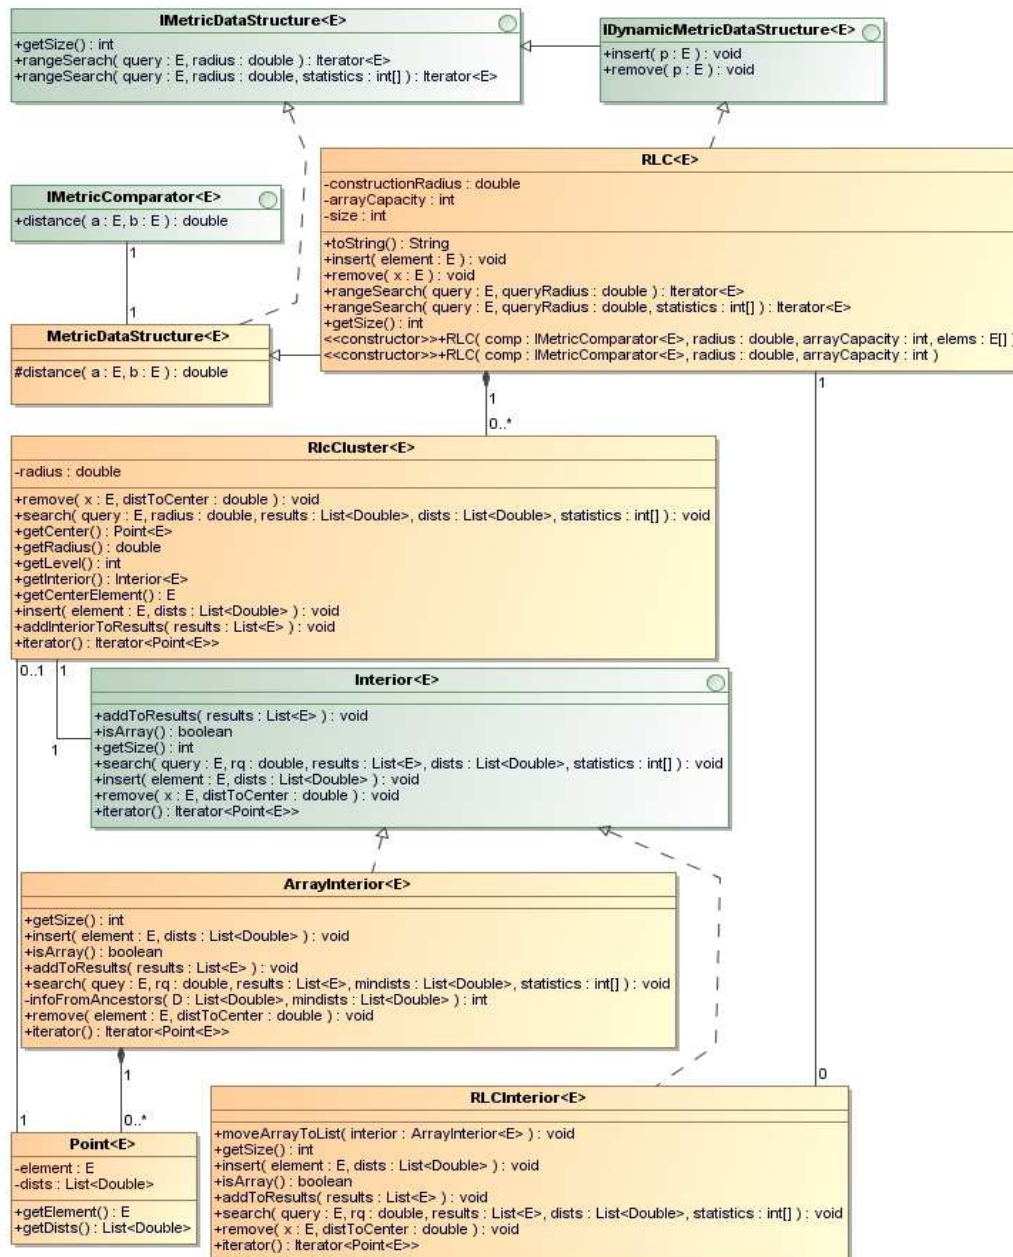 IMetricDataStructure<E>
+getSize() : int
+rangeSerach( query : E, radius : double ) : Iterator<E>
+rangeSearch( query : E, radius : double, statistics : int[] ) : Iterator<E>
IDynamicMetricDataStructure<E>
+insert( p : E ) : void
+remove( p : E ) : void
RLC<E>
-constructionRadius : double
-arrayCapacity : int
-size : int
+toString() : String
+insert( element : E ) : void
+remove( x : E ) : void
+rangeSearch( query : E, queryRadius : double ) : Iterator<E>
+rangeSearch( query : E, queryRadius : double, statistics : int[] ) : Iterator<E>
+getSize() : int
<<constructor>>+RLC( comp : IMetricComparator<E>, radius : double, arrayCapacity : int, elems : E[] )
<<constructor>>+RLC( comp : IMetricComparator<E>, radius : double, arrayCapacity : int )
IMetricComparator<E>
+distance( a : E, b : E ) : double
1
1
MetricDataStructure<E>
#distance( a : E, b : E ) : double
1
0..*
1
RlcCluster<E>
-radius : double
+remove( x : E, distToCenter : double ) : void
+search( query : E, radius : double, results : List<Double>, dists : List<Double>, statistics : int[] ) : void
+getCenter() : Point<E>
+getRadius() : double
+getLevel() : int
+getInterior() : Interior<E>
+getCenterElement() : E
+insert( element : E, dists : List<Double> ) : void
+addInteriorToResults( results : List<E> ) : void
+iterator() : Iterator<Point<E>>
0..1
1
1
Interior<E>
+addToResults( results : List<E> ) : void
+isArray() : boolean
+getSize() : int
+search( query : E, rq : double, results : List<E>, dists : List<Double>, statistics : int[] ) : void
+insert( element : E, dists : List<Double> ) : void
+remove( x : E, distToCenter : double ) : void
+iterator() : Iterator<Point<E>>
ArrayInterior<E>
+getSize() : int
+insert( element : E, dists : List<Double> ) : void
+isArray() : boolean
+addToResults( results : List<E> ) : void
+search( quey : E, rq : double, results : List<E>, mindists : List<Double>, statistics : int[] ) : void
-infoFromAncestors( D : List<Double>, mindists : List<Double> ) : int
+remove( element : E, distToCenter : double ) : void
+iterator() : Iterator<Point<E>>
1
0..*
1
0
Point<E>
-element : E
-dists : List<Double>
+getElement() : E
+getDists() : List<Double>
RLCInterior<E>
+moveArrayToList( interior : ArrayInterior<E> ) : void
+getSize() : int
+insert( element : E, dists : List<Double> ) : void
+isArray() : boolean
+addToResults( results : List<E> ) : void
+search( query : E, rq : double, results : List<E>, dists : List<Double>, statistics : int[] ) : void
+remove( x : E, distToCenter : double ) : void
+iterator() : Iterator<Point<E>>